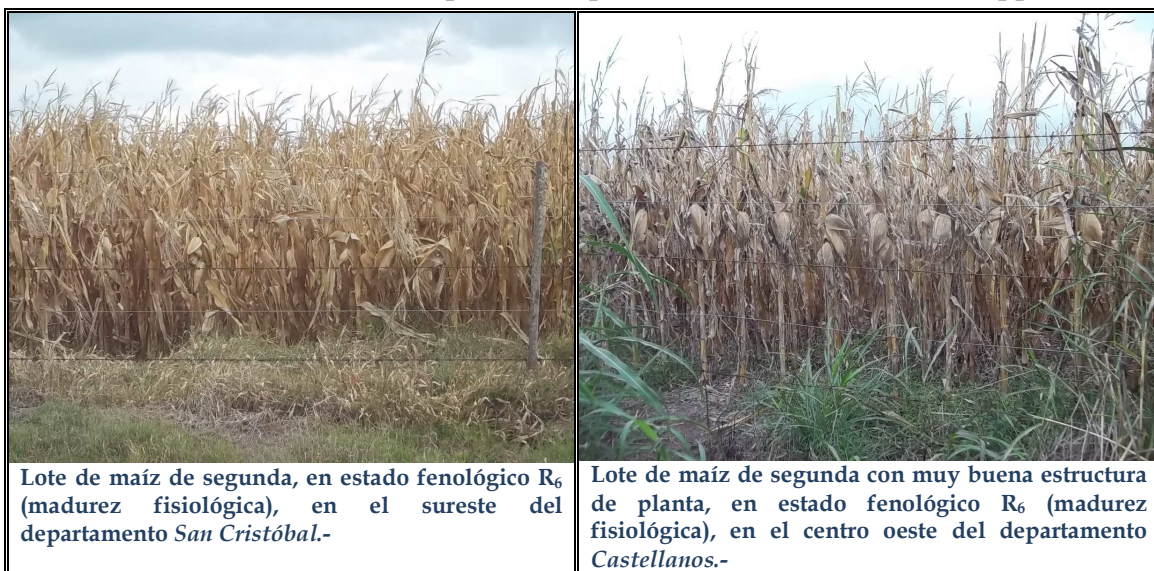 Lote de maíz de segunda, en estado fenológico R₆
(madurez fisiológica), en el sureste del
departamento San Cristóbal.-
Lote de maíz de segunda con muy buena estructura
de planta, en estado fenológico R₆ (madurez
fisiológica), en el centro oeste del departamento
Castellanos.-